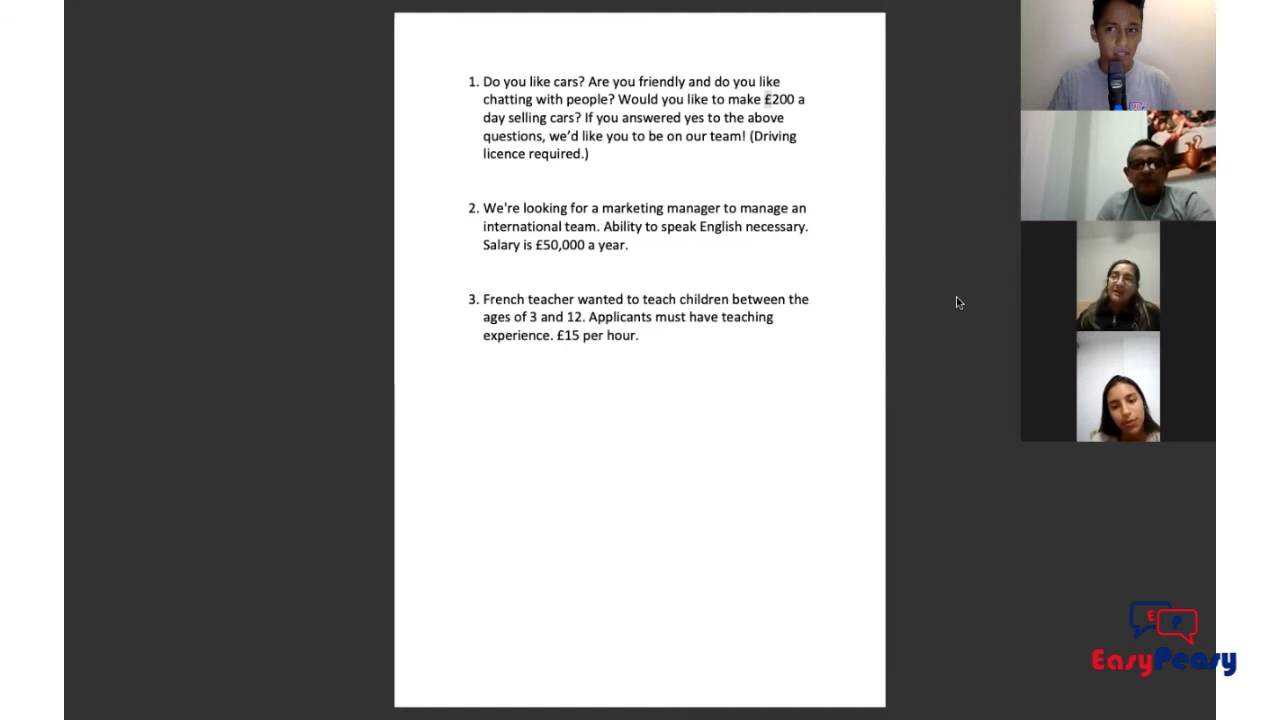 1. Do you like cars? Are you friendly and do you like
chatting with people? Would you like to make £200 a
day selling cars? If you answered yes to the above
questions, we’d like you to be on our team! (Driving
licence required.)
2. We're looking for a marketing manager to manage an
international team. Ability to speak English necessary.
Salary is £50,000 a year.
3. French teacher wanted to teach children between the
ages of 3 and 12. Applicants must have teaching
experience. £15 per hour.
E P
EasyPeasy